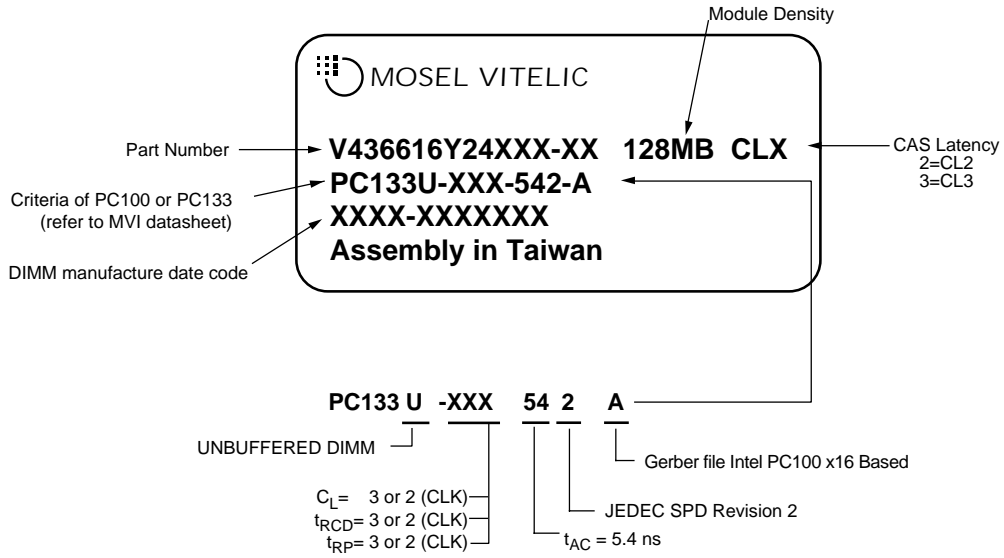 Module Density
MOSEL VITELIC
Part Number
V436616Y24XXX-XX 128MB CLX
CAS Latency
2=CL2
3=CL3
Criteria of PC100 or PC133
(refer to MVI datasheet)
PC133U-XXX-542-A
XXXX-XXXXXXX
DIMM manufacture date code
Assembly in Taiwan
PC133 U -XXX 54 2 A
UNBUFFERED DIMM
Gerber file Intel PC100 x16 Based
CL= 3 or 2 (CLK)
tRCD= 3 or 2 (CLK)
tRP= 3 or 2 (CLK)
JEDEC SPD Revision 2
tAC = 5.4 ns